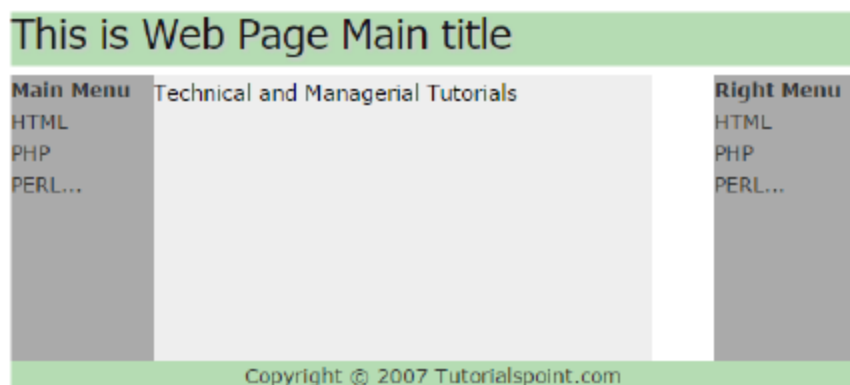 This is Web Page Main title
Main Menu
HTML
PHP
PERL...
Technical and Managerial Tutorials
Right Menu
HTML
PHP
PERL...
Copyright © 2007 Tutorialspoint.com